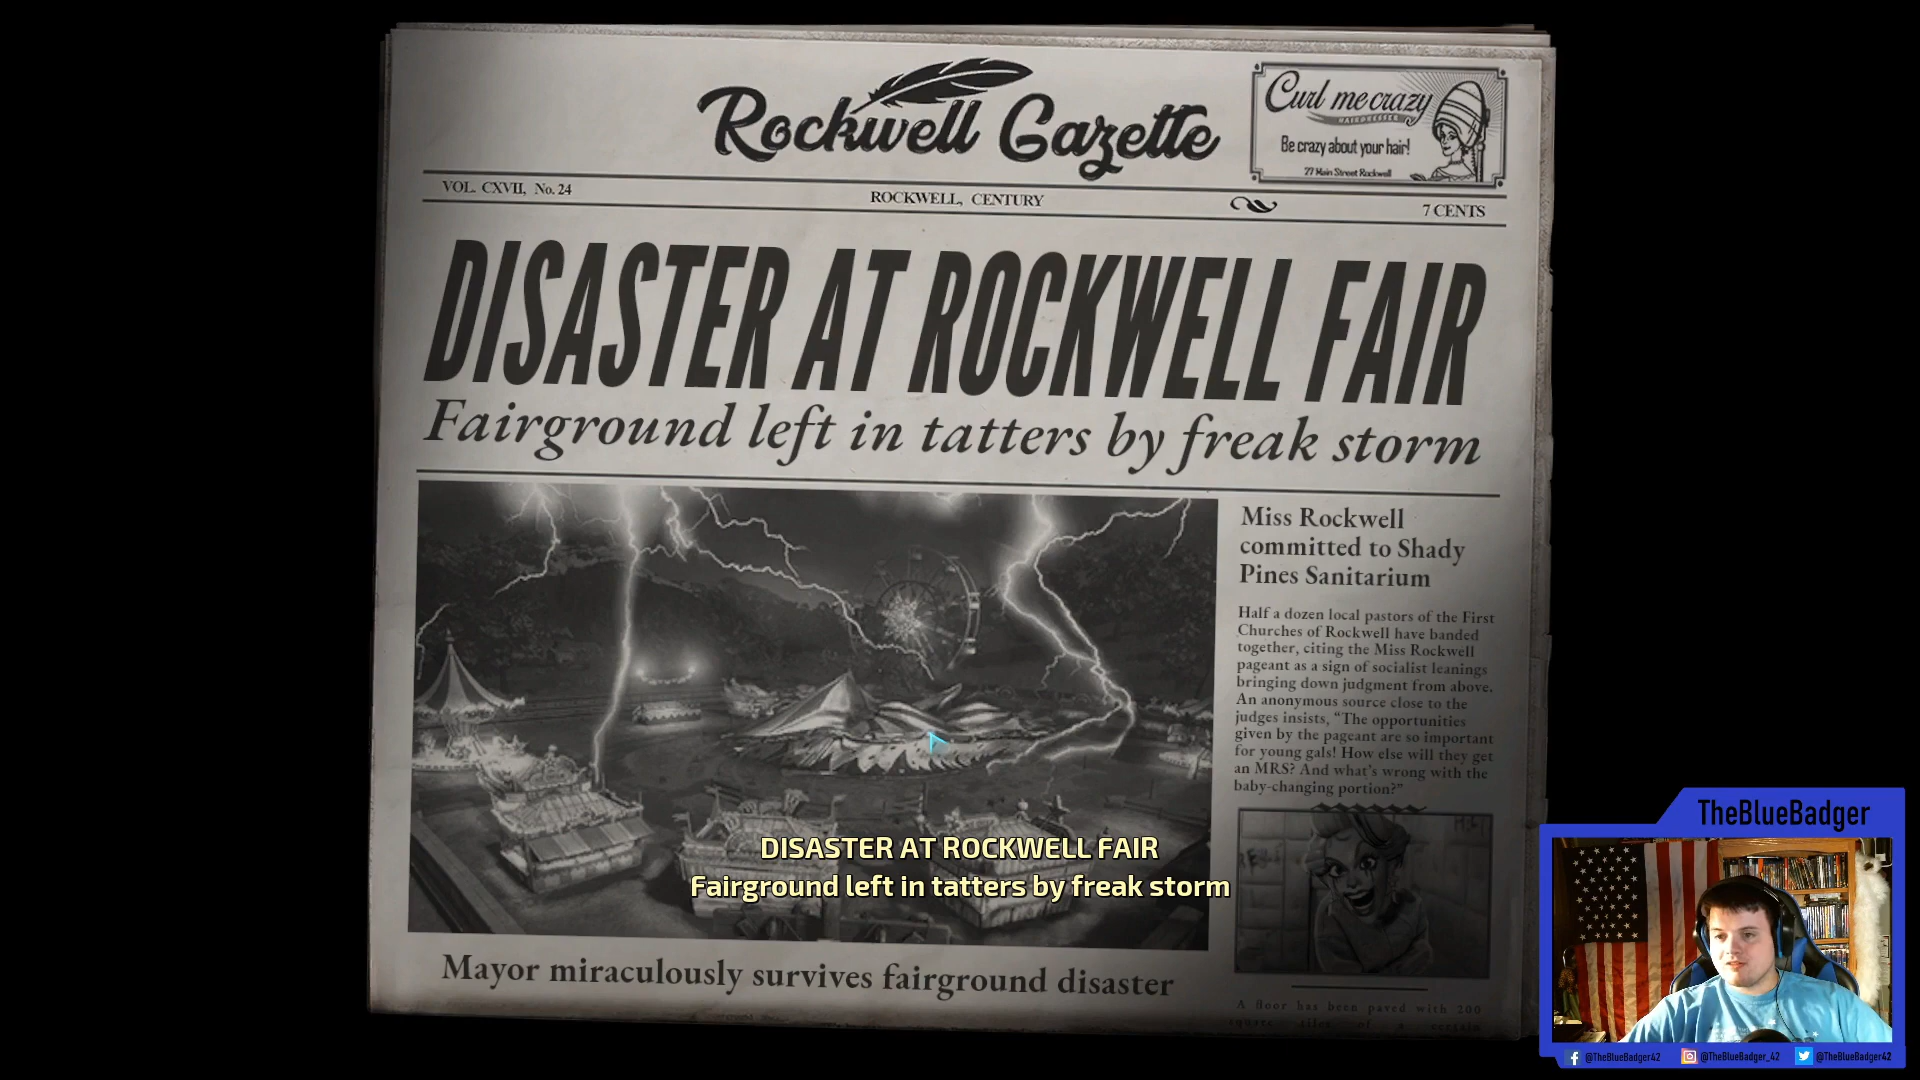 Rockwell Gazette
Curl me crazy
HAIRDRESSER
Be crazy about your hair!
27 Main Street Rockwell
VOL. CXVII, No. 24
ROCKWELL, CENTURY
7 CENTS
DISASTER AT ROCKWELL FAIR
Fairground left in tatters by freak storm
Miss Rockwell
committed to Shady
Pines Sanitarium
Half a dozen local pastors of the First
Churches of Rockwell have banded
together, citing the Miss Rockwell
pageant as a sign of socialist leanings
bringing down judgment from above.
An anonymous source close to the
judges insists, “The opportunities
given by the pageant are so important
for young gals! How else will they get
an MRS? And what’s wrong with the
baby-changing portion?”
DISASTER AT ROCKWELL FAIR
Fairground left in tatters by freak storm
Mayor miraculously survives fairground disaster
A floor has been paved with 200
square tiles of a certain
TheBlueBadger
@TheBlueBadger42
@TheBlueBadger_42
@TheBlueBadger42